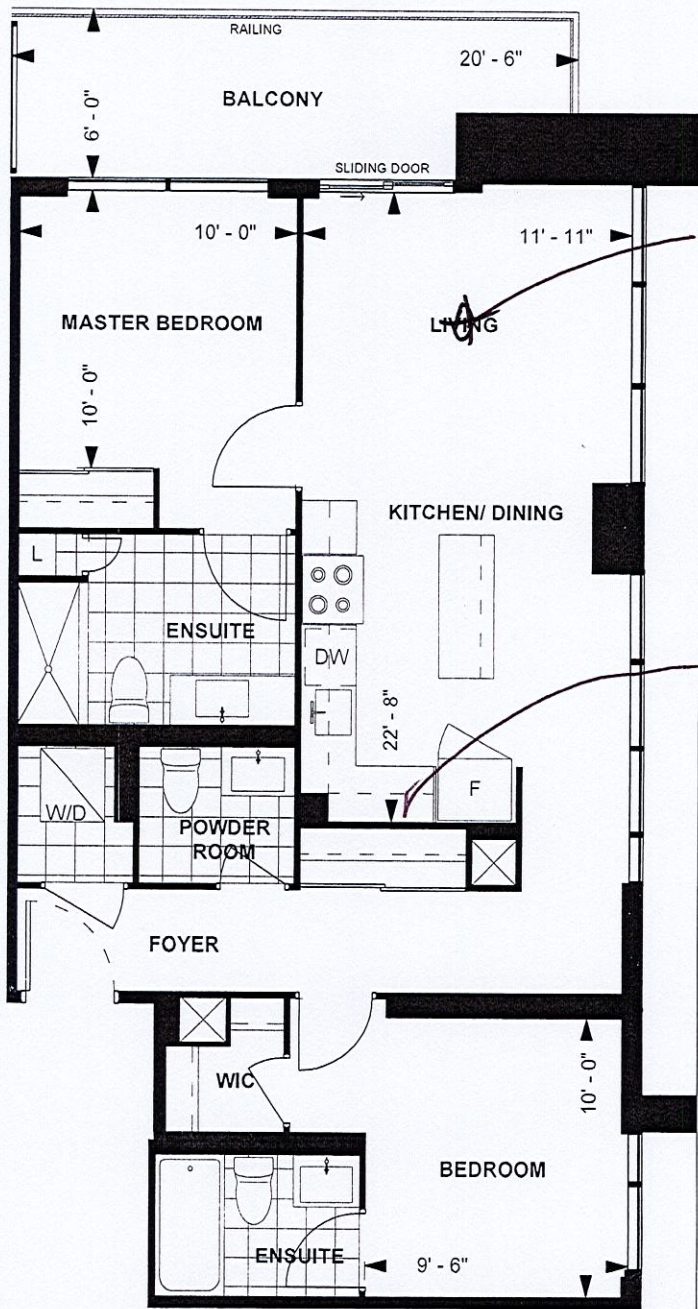 RAILING
20' - 6"
BALCONY
6' - 0"
SLIDING DOOR
10' - 0"
11' - 11"
MASTER BEDROOM
LIVING
10' - 0"
KITCHEN/ DINING
L
ENSUITE
DW
22' - 8"
F
W/D
POWDER
ROOM
FOYER
WIC
10' - 0"
BEDROOM
ENSUITE
9' - 6"